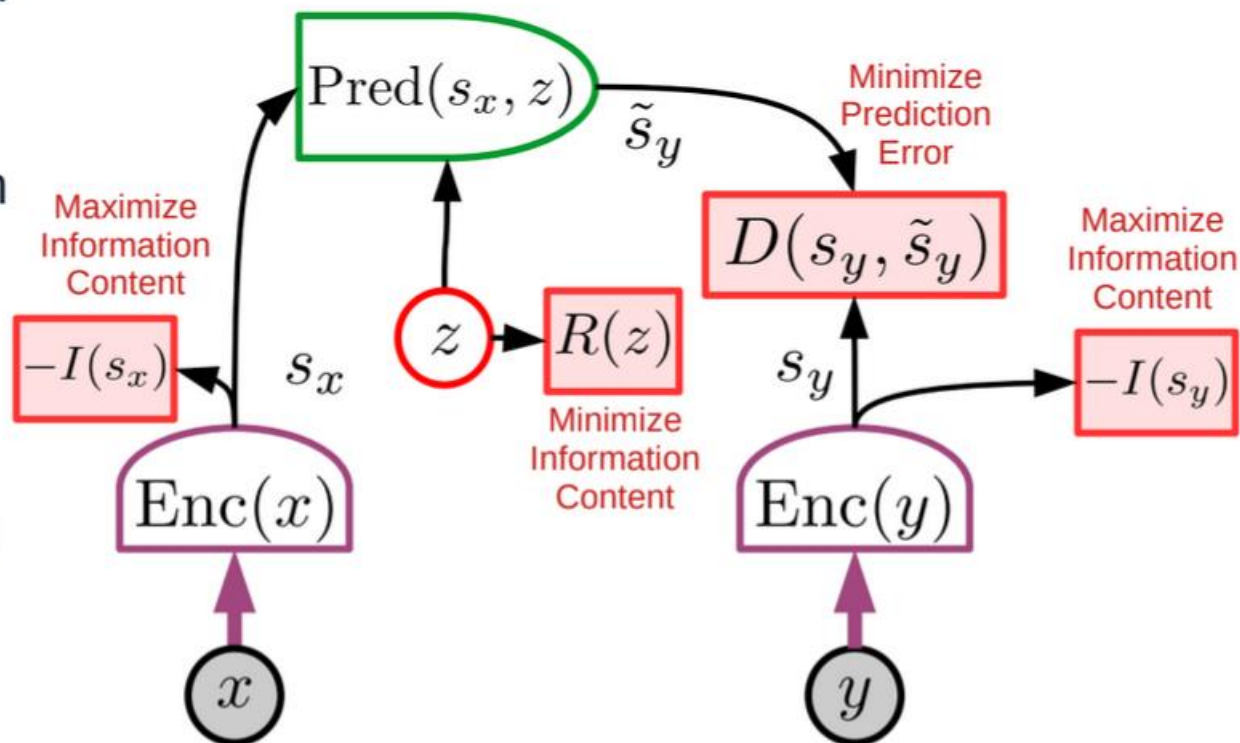 Pred(s_x, z)
s̃_y
Minimize
Prediction
Error
Maximize
Information
Content
D(s_y, s̃_y)
Maximize
Information
Content
-I(s_x)
s_x
z
R(z)
Minimize
Information
Content
s_y
-I(s_y)
Enc(x)
Enc(y)
x
y